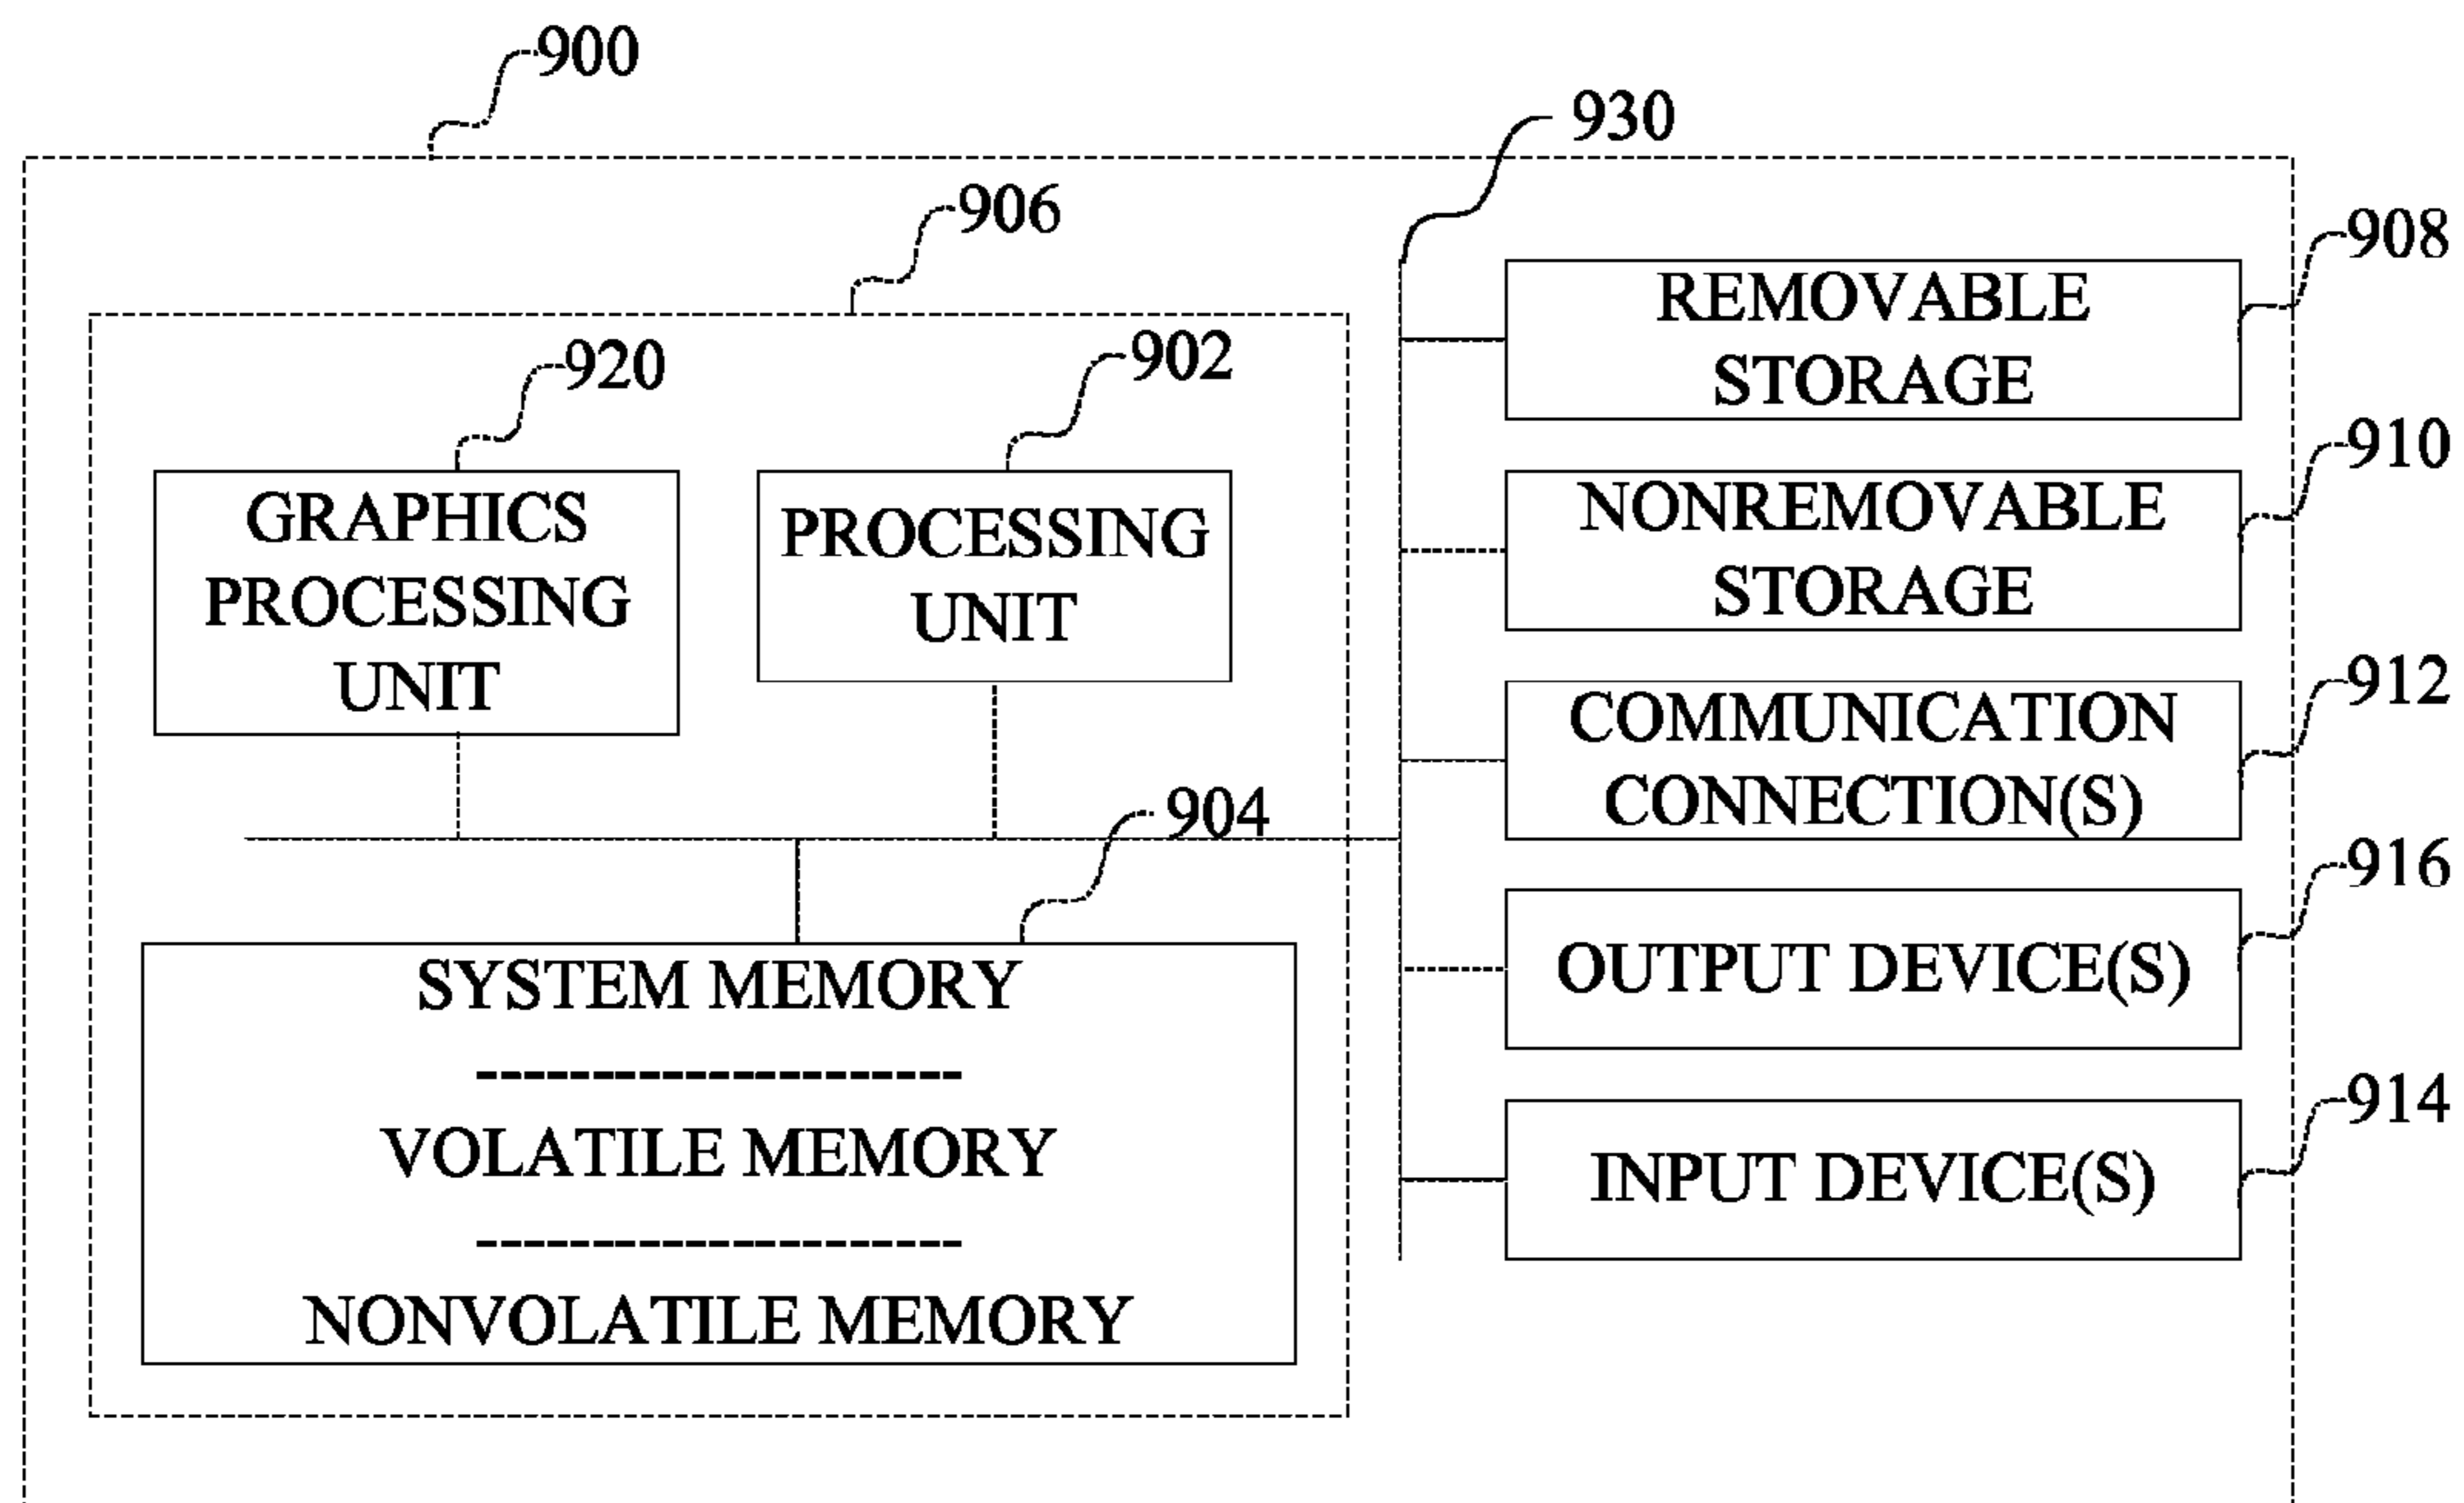 900
930
906
908
920
902
REMOVABLE
STORAGE
910
GRAPHICS
PROCESSING
UNIT
PROCESSING
UNIT
NONREMOVABLE
STORAGE
912
COMMUNICATION
CONNECTION(S)
904
916
SYSTEM MEMORY
---------------------
VOLATILE MEMORY
---------------------
NONVOLATILE MEMORY
OUTPUT DEVICE(S)
914
INPUT DEVICE(S)